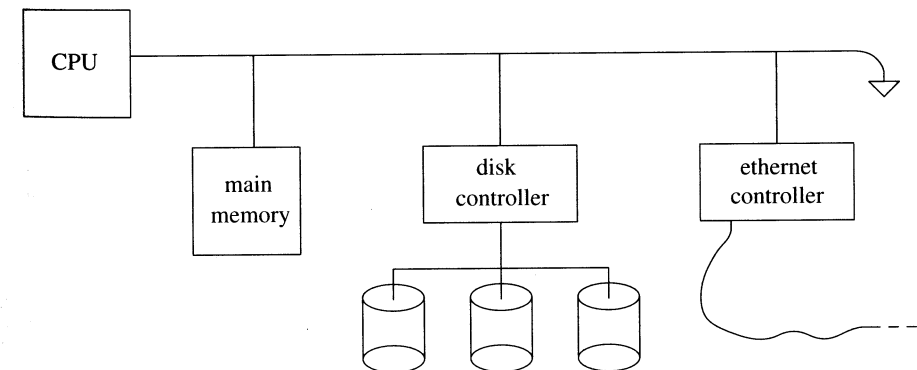 CPU
main
memory
disk
controller
ethernet
controller